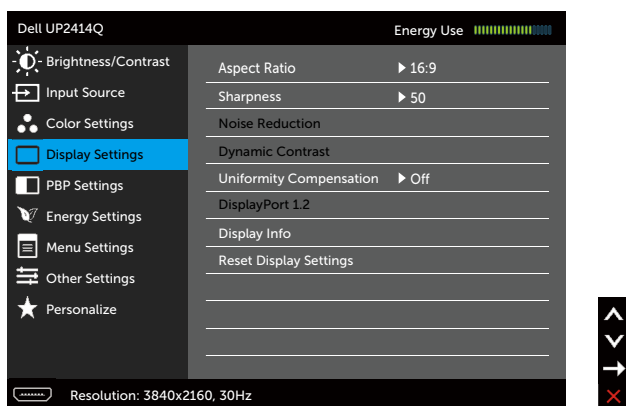 Dell UP2414Q
Energy Use
Brightness/Contrast
Input Source
Color Settings
Display Settings
PBP Settings
Energy Settings
Menu Settings
Other Settings
Personalize
Aspect Ratio 16:9
Sharpness 50
Noise Reduction
Dynamic Contrast
Uniformity Compensation Off
DisplayPort 1.2
Display Info
Reset Display Settings
Resolution: 3840x2160, 30Hz